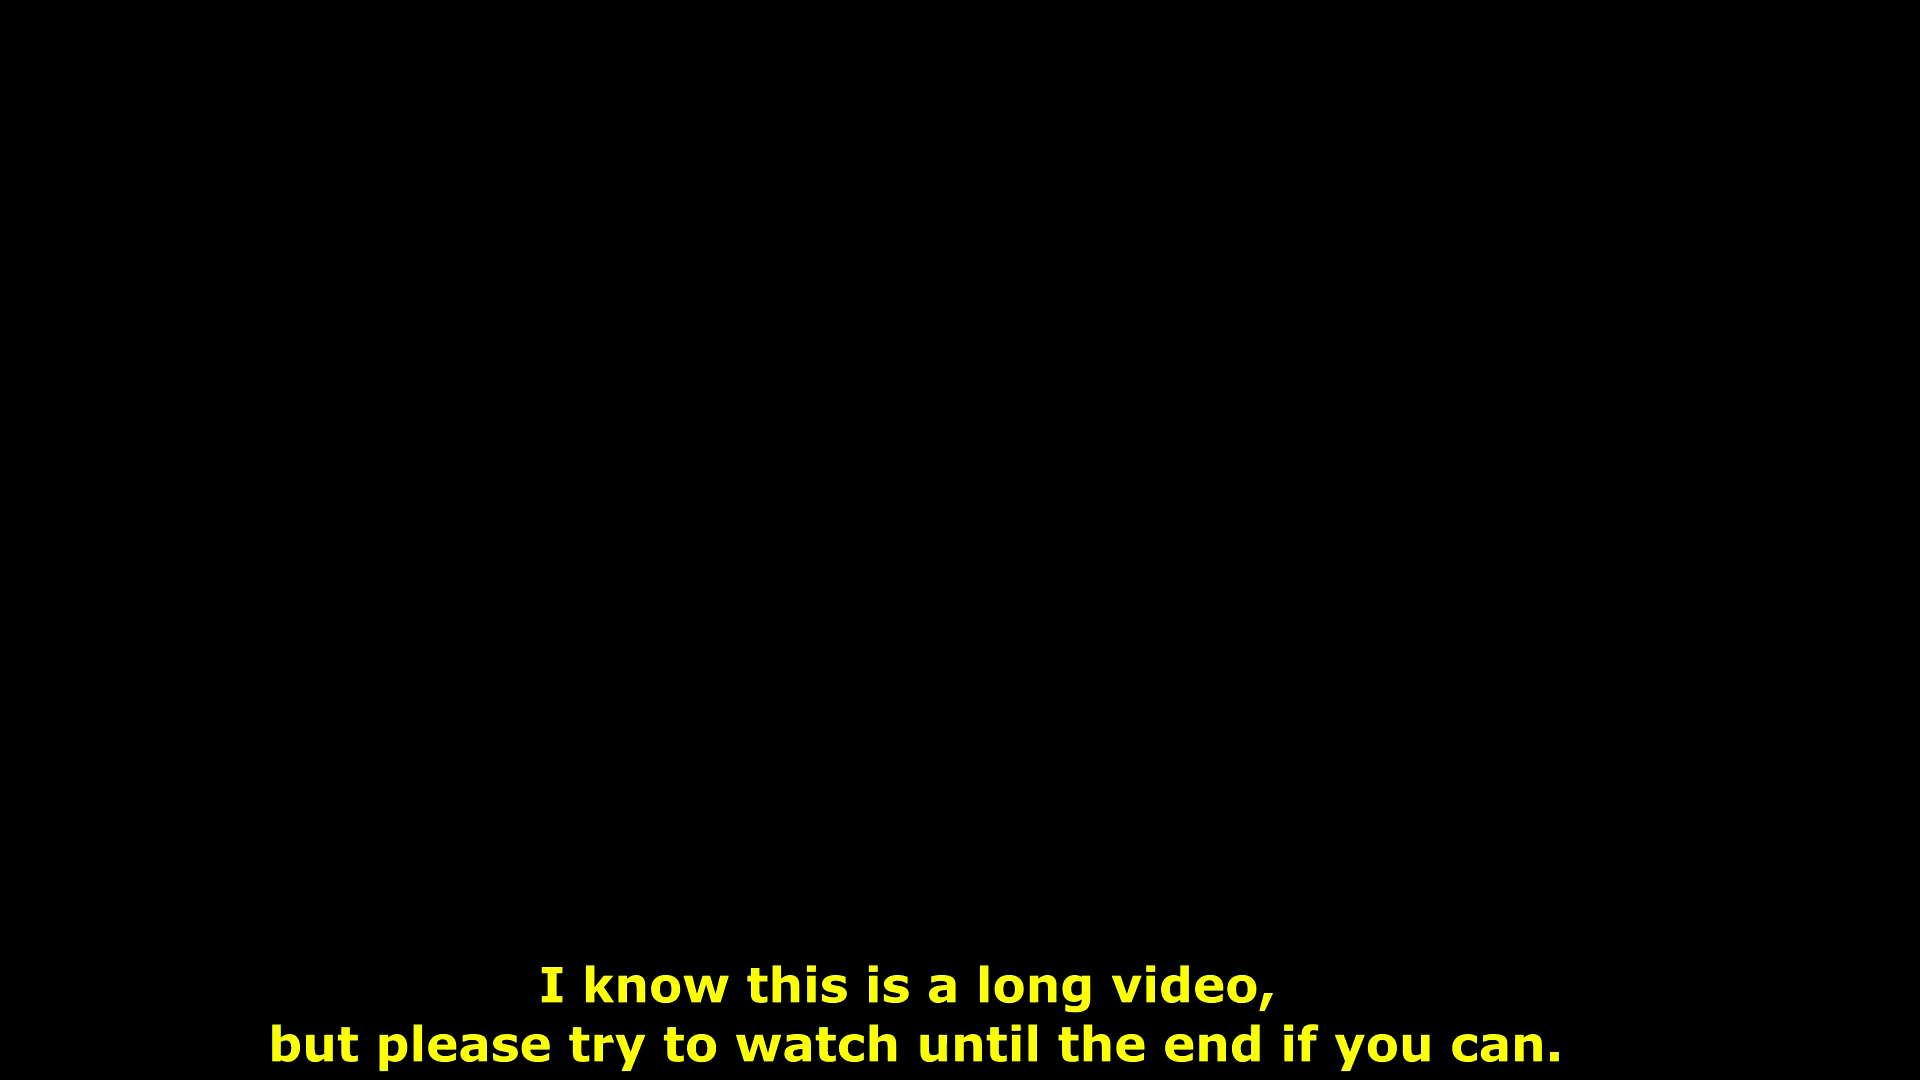 I know this is a long video,
but please try to watch until the end if you can.